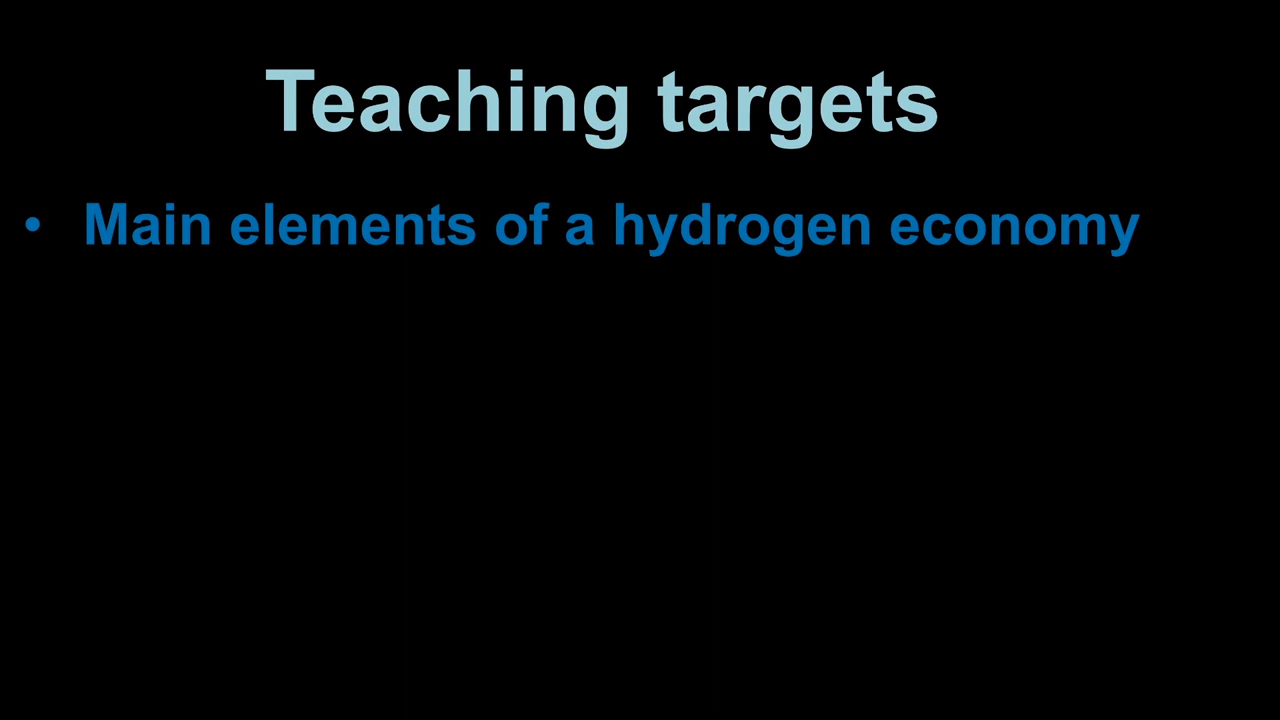 Teaching targets
• Main elements of a hydrogen economy